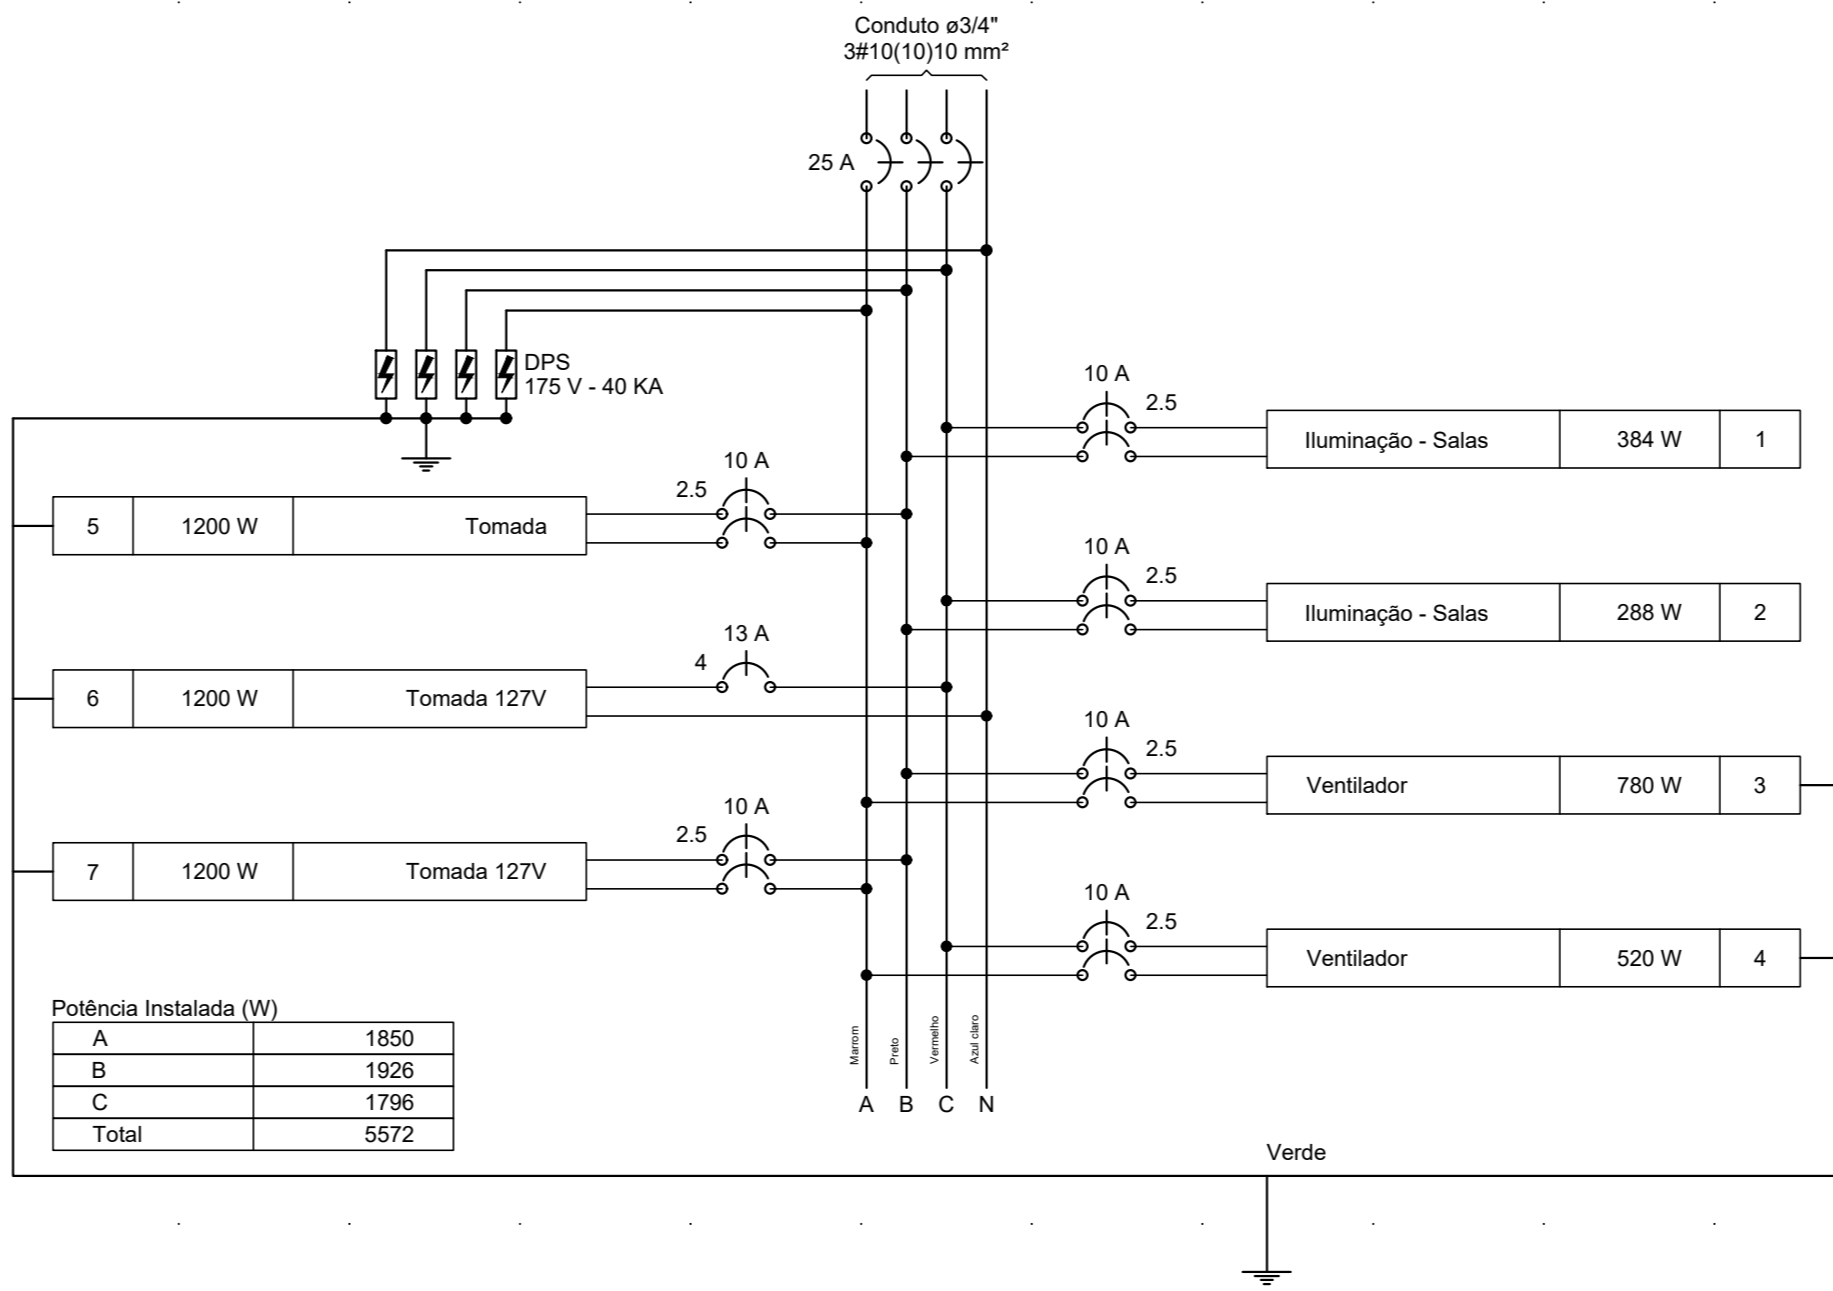 Conduto ø3/4"
3#10(10)10 mm²
25 A
DPS
175 V - 40 KA
10 A
2.5
Iluminação - Salas 384 W 1
10 A
2.5
5 1200 W Tomada
10 A
2.5
Iluminação - Salas 288 W 2
13 A
4
6 1200 W Tomada 127V
10 A
2.5
Ventilador 780 W 3
10 A
2.5
7 1200 W Tomada 127V
10 A
2.5
Ventilador 520 W 4
Potência Instalada (W)
A 1850
B 1926
C 1796
Total 5572
Marrom
Preto
Vermelho
Azul claro
A B C N
Verde